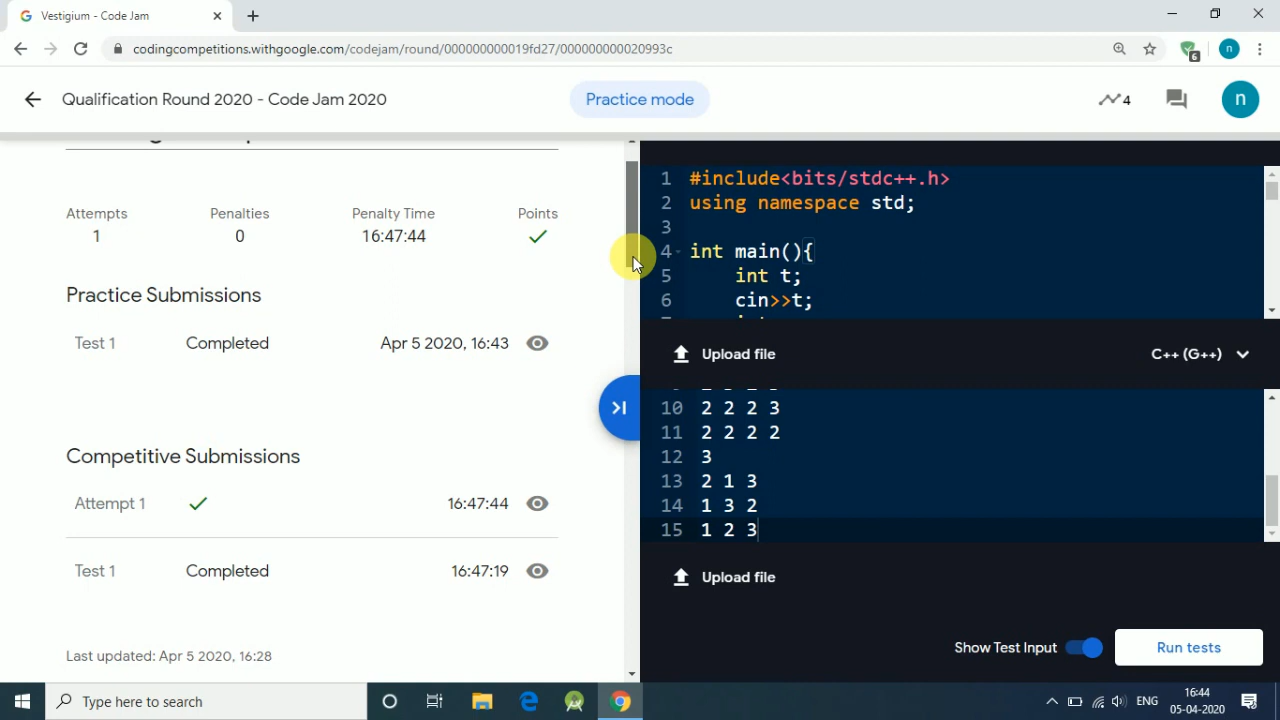 Vestigium - Code Jam
codingcompetitions.withgoogle.com/codejam/round/000000000019fd27/000000000020993c
6
n
Qualification Round 2020 - Code Jam 2020
Practice mode
4
n
Attempts Penalties Penalty Time Points
1 0 16:47:44
Practice Submissions
Test 1 Completed Apr 5 2020, 16:43
Competitive Submissions
Attempt 1 16:47:44
Test 1 Completed 16:47:19
Last updated: Apr 5 2020, 16:28
1 #include<bits/stdc++.h>
2 using namespace std;
3
4 int main(){
5 int t;
6 cin>>t;
Upload file
C++ (G++)
10 2 2 2 3
11 2 2 2 2
12 3
13 2 1 3
14 1 3 2
15 1 2 3
Upload file
Show Test Input
Run tests
Type here to search
ENG
16:44
05-04-2020